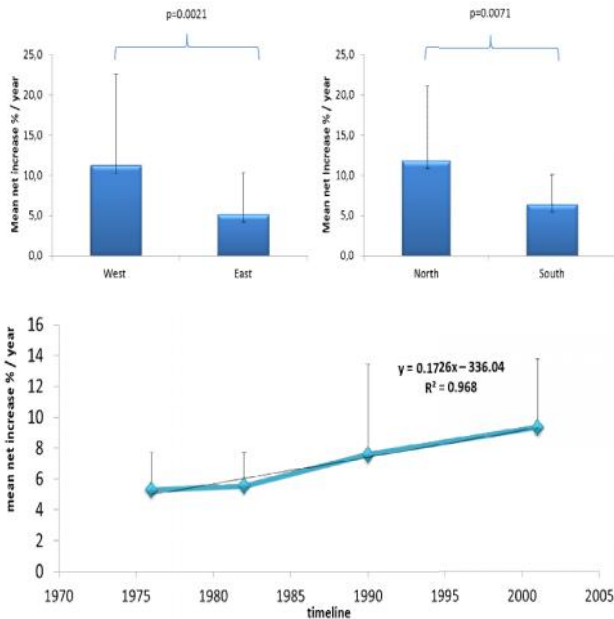 p=0.0021
Mean net increase % / year
25,0
20,0
15,0
10,0
5,0
0,0
West East
p=0.0071
Mean net Increase % / year
25,0
20,0
15,0
10,0
5,0
0,0
North South
mean net increase % / year
16
14
12
10
8
6
4
2
0
y = 0.1726x – 336.04
R² = 0.968
1970 1975 1980 1985 1990 1995 2000 2005
timeline